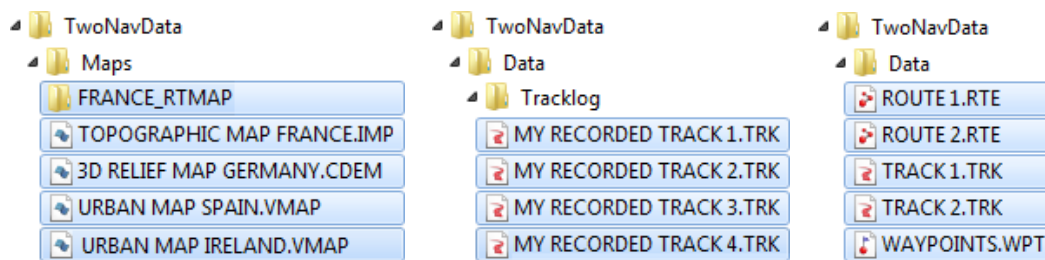 TwoNavData
Maps
FRANCE_RTMAP
TOPOGRAPHIC MAP FRANCE.IMP
3D RELIEF MAP GERMANY.CDEM
URBAN MAP SPAIN.VMAP
URBAN MAP IRELAND.VMAP
TwoNavData
Data
Tracklog
MY RECORDED TRACK 1.TRK
MY RECORDED TRACK 2.TRK
MY RECORDED TRACK 3.TRK
MY RECORDED TRACK 4.TRK
TwoNavData
Data
ROUTE 1.RTE
ROUTE 2.RTE
TRACK 1.TRK
TRACK 2.TRK
WAYPOINTS.WPT